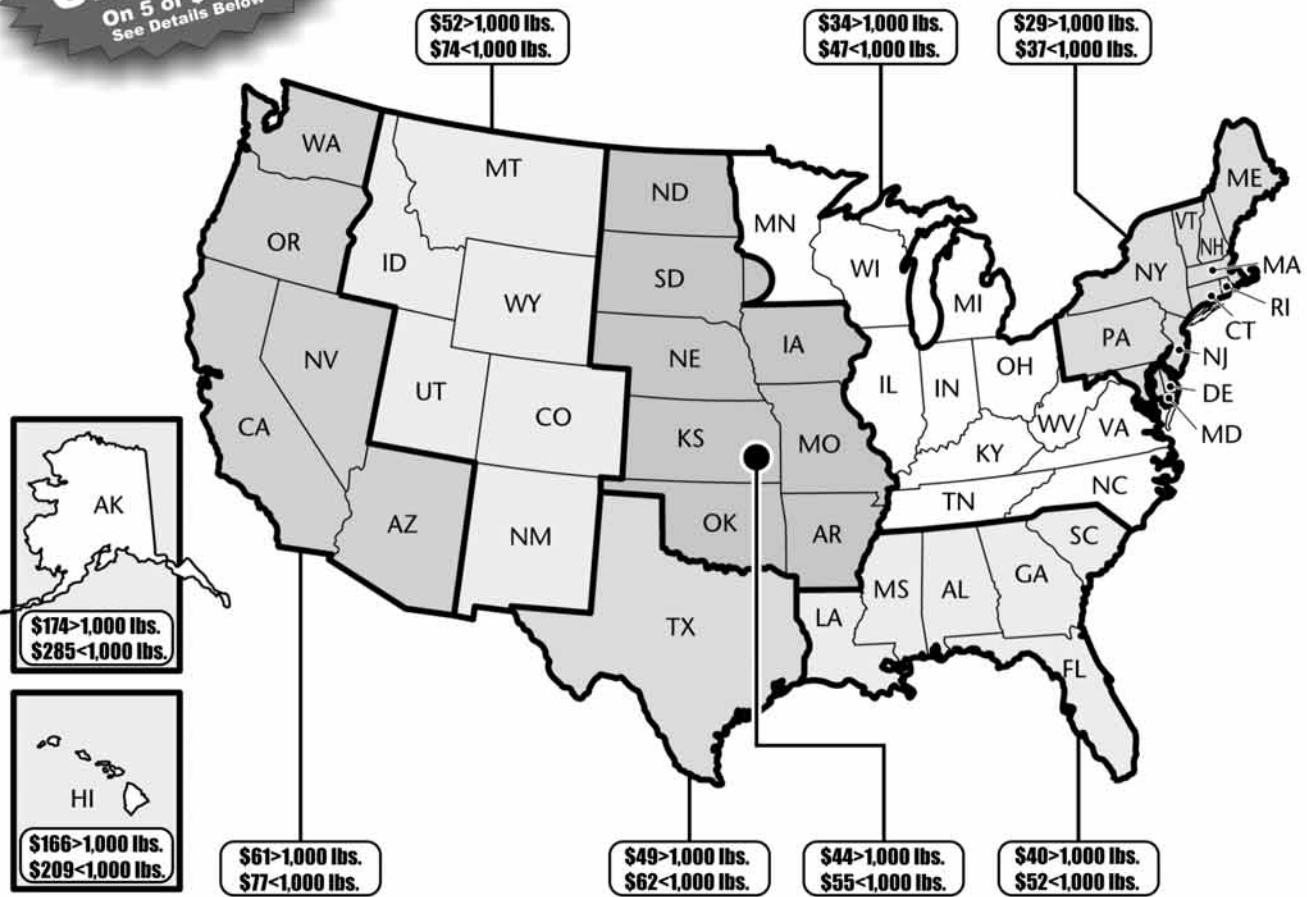 On 5 or
See Details Below
$52>1,000 lbs.
$74<1,000 lbs.
$34>1,000 lbs.
$47<1,000 lbs.
$29>1,000 lbs.
$37<1,000 lbs.
WA
MT
ND
MN
ME
VT
NH
OR
ID
SD
WI
MI
NY
MA
RI
CT
WY
NE
IA
PA
NJ
NV
UT
CO
IL
IN
OH
DE
MD
CA
KS
MO
KY
WV
VA
AK
AZ
NM
OK
AR
TN
NC
SC
MS
AL
GA
LA
TX
FL
$174>1,000 lbs.
$285<1,000 lbs.
HI
$166>1,000 lbs.
$209<1,000 lbs.
$61>1,000 lbs.
$77<1,000 lbs.
$49>1,000 lbs.
$62<1,000 lbs.
$44>1,000 lbs.
$55<1,000 lbs.
$40>1,000 lbs.
$52<1,000 lbs.